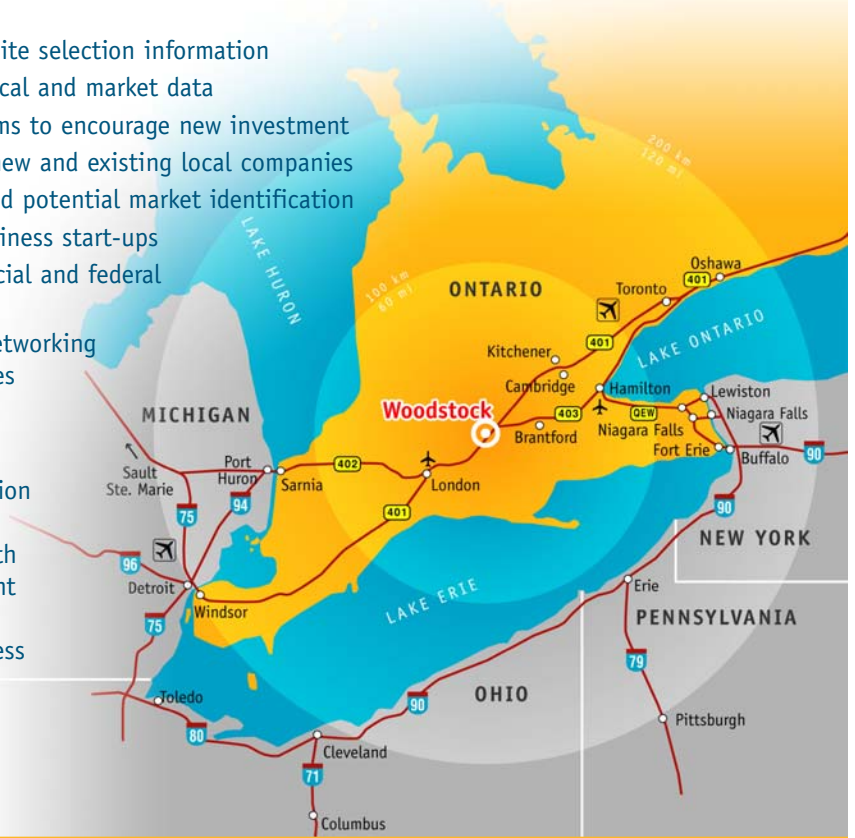 ite selection information
cal and market data
ms to encourage new investment
new and existing local companies
d potential market identification
iness start-ups
cial and federal
etworking
es
ion
th
nt
ess
200 km
120 mi
100 km
60 mi
LAKE HURON
ONTARIO
Oshawa
401
Toronto
401
LAKE ONTARIO
Kitchener
Cambridge
Hamilton
Lewiston
MICHIGAN
Woodstock
403
QEW
Niagara Falls
Brantford
Niagara Falls
Fort Erie
Buffalo
90
Sault
Ste. Marie
Port
Huron
Sarnia
402
London
94
75
401
90
NEW YORK
96
Detroit
Windsor
LAKE ERIE
Erie
75
PENNSYLVANIA
79
Toledo
90
OHIO
Pittsburgh
80
Cleveland
71
Columbus